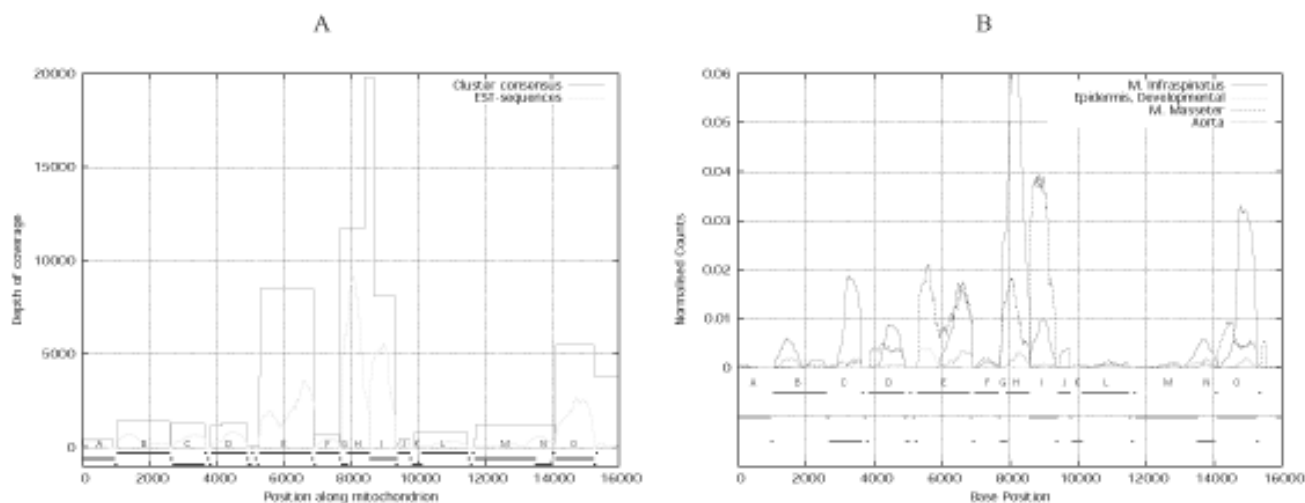 A
B
20000
15000
10000
5000
0
Depth of coverage
Cluster consensus
EST-sequences
A B C D E F G H I J K L M N O
0 2000 4000 6000 8000 10000 12000 14000 16000
Position along mitochondrion
0.06
0.05
0.04
0.03
0.02
0.01
0
Normalised Counts
M. Infraspinatus
Epidermis, Developmental
M. Masseter
Aorta
A B C D E F G H I J K L M N O
0 2000 4000 6000 8000 10000 12000 14000 16000
Base Position